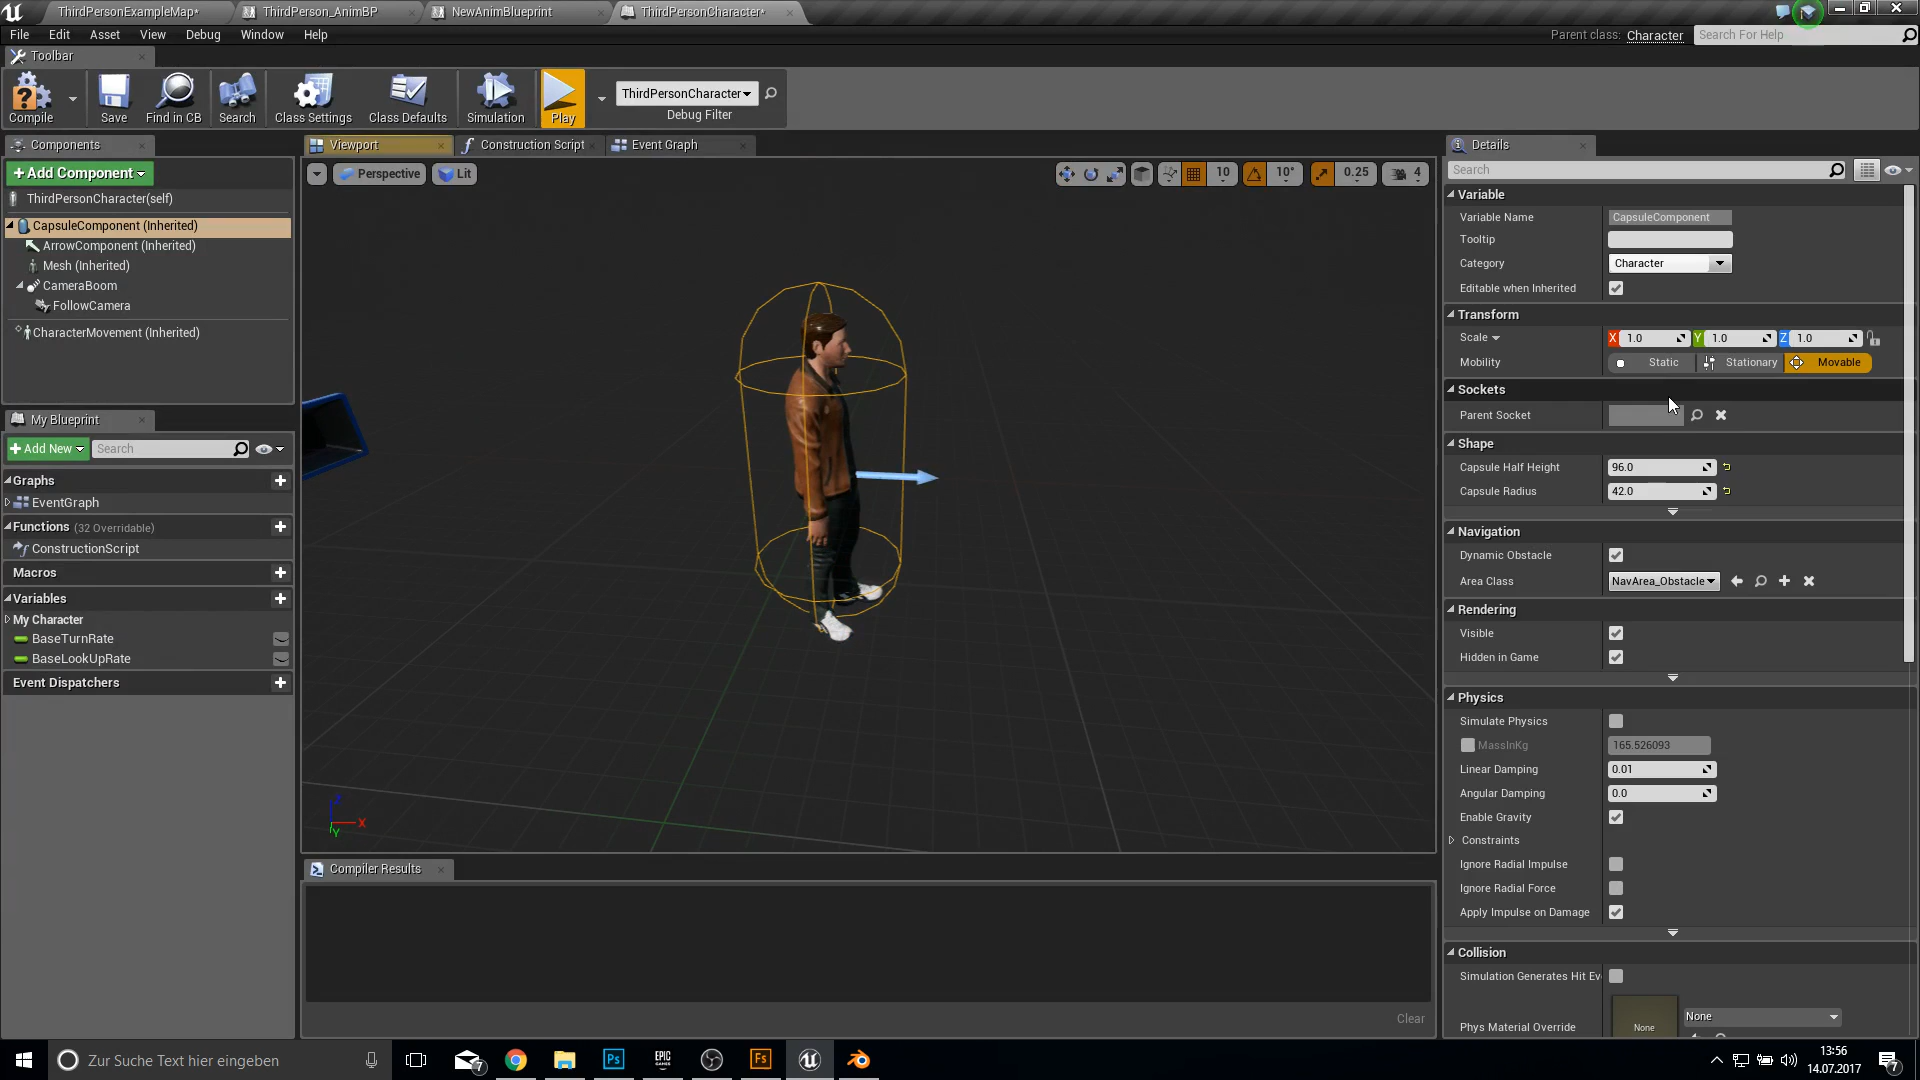 ThirdPersonExampleMap*
ThirdPerson_AnimBP
NewAnimBlueprint
ThirdPersonCharacter*
File Edit Asset View Debug Window Help
Parent class: Character
Search For Help
Toolbar
Compile
Save
Find in CB
Search
Class Settings
Class Defaults
Simulation
Play
ThirdPersonCharacter
Debug Filter
Components
+Add Component
ThirdPersonCharacter(self)
CapsuleComponent (Inherited)
ArrowComponent (Inherited)
Mesh (Inherited)
CameraBoom
FollowCamera
CharacterMovement (Inherited)
My Blueprint
+Add New
Search
Graphs
EventGraph
Functions (32 Overridable)
ConstructionScript
Macros
Variables
My Character
BaseTurnRate
BaseLookUpRate
Event Dispatchers
Viewport
Construction Script
Event Graph
Perspective
Lit
10
10°
0.25
4
Z
X
Y
Compiler Results
Clear
Details
Search
Variable
Variable Name CapsuleComponent
Tooltip
Category Character
Editable when Inherited
Transform
Scale X 1.0 Y 1.0 Z 1.0
Mobility Static Stationary Movable
Sockets
Parent Socket
Shape
Capsule Half Height 96.0
Capsule Radius 42.0
Navigation
Dynamic Obstacle
Area Class NavArea_Obstacle
Rendering
Visible
Hidden in Game
Physics
Simulate Physics
MassInKg 165.526093
Linear Damping 0.01
Angular Damping 0.0
Enable Gravity
Constraints
Ignore Radial Impulse
Ignore Radial Force
Apply Impulse on Damage
Collision
Simulation Generates Hit Ev
Phys Material Override None None
Zur Suche Text hier eingeben
7
Ps
EPIC
GAMES
Fs
13:56
14.07.2017
7